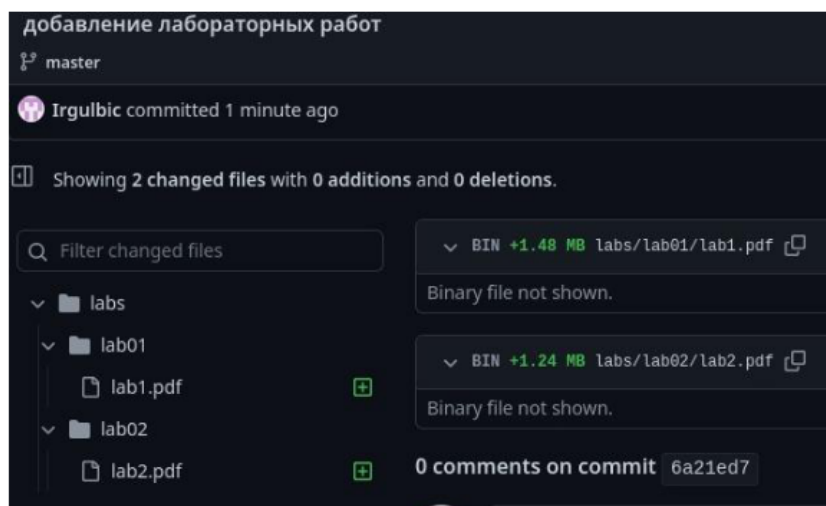 добавление лабораторных работ
master
Irgulbic committed 1 minute ago
Showing 2 changed files with 0 additions and 0 deletions.
Filter changed files
labs
lab01
lab1.pdf
lab02
lab2.pdf
BIN +1.48 MB labs/lab01/lab1.pdf
Binary file not shown.
BIN +1.24 MB labs/lab02/lab2.pdf
Binary file not shown.
0 comments on commit 6a21ed7